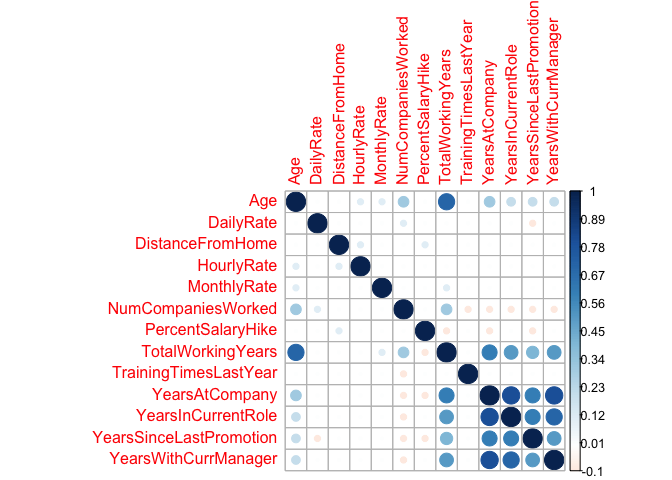 Age
DailyRate
DistanceFromHome
HourlyRate
MonthlyRate
NumCompaniesWorked
PercentSalaryHike
TotalWorkingYears
TrainingTimesLastYear
YearsAtCompany
YearsInCurrentRole
YearsSinceLastPromotion
YearsWithCurrManager
Age
DailyRate
DistanceFromHome
HourlyRate
MonthlyRate
NumCompaniesWorked
PercentSalaryHike
TotalWorkingYears
TrainingTimesLastYear
YearsAtCompany
YearsInCurrentRole
YearsSinceLastPromotion
YearsWithCurrManager
1
0.89
0.78
0.67
0.56
0.45
0.34
0.23
0.12
0.01
-0.1